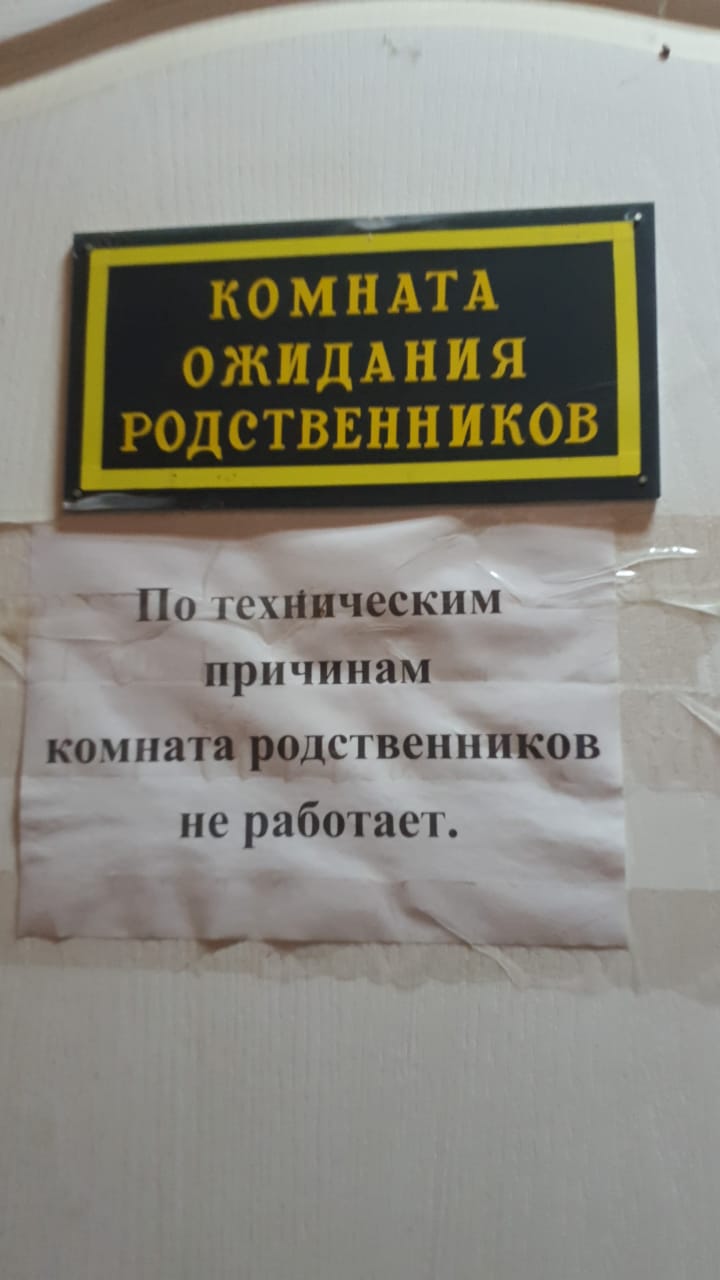 КОМНАТА
ОЖИДАНИЯ
РОДСТВЕННИКОВ
По техническим
причинам
комната родственников
не работает.